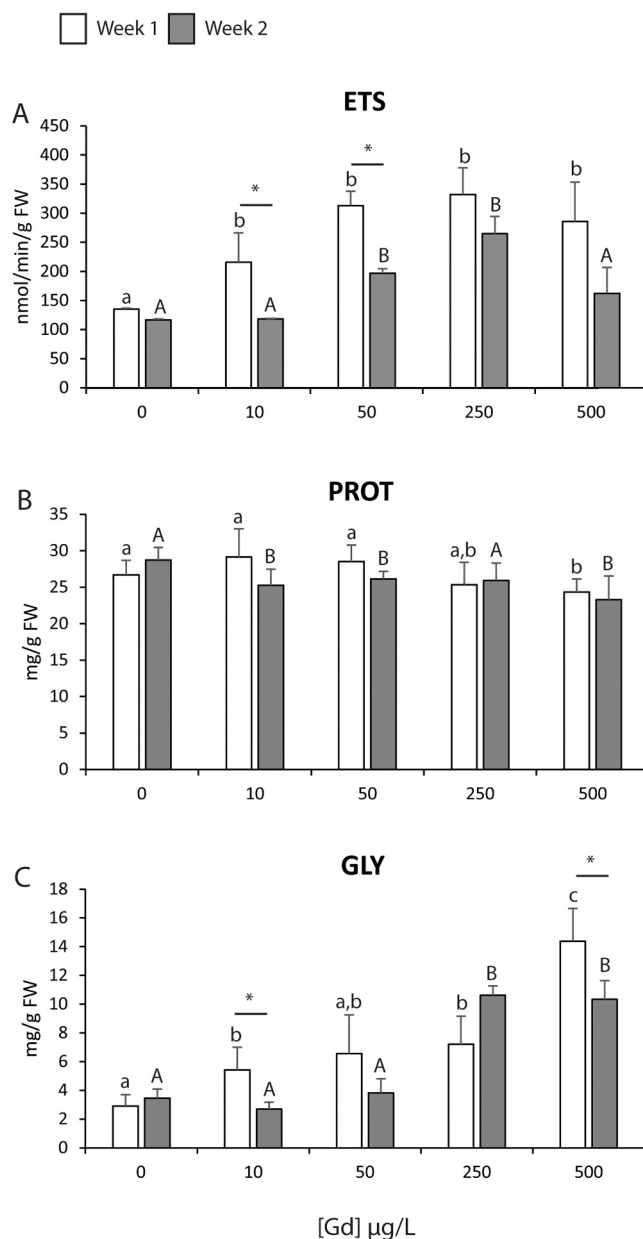 Week 1 Week 2
ETS
A
450
400
350
300
250
200
150
100
50
0
nmol/min/g FW
a A b * A b * B b B b A
0 10 50 250 500
PROT
B
35
30
25
20
15
10
5
0
mg/g FW
a A a B a B a,b A b B
0 10 50 250 500
GLY
C
18
16
14
12
10
8
6
4
2
0
mg/g FW
a A b * A a,b A b B c * B
0 10 50 250 500
[Gd] µg/L